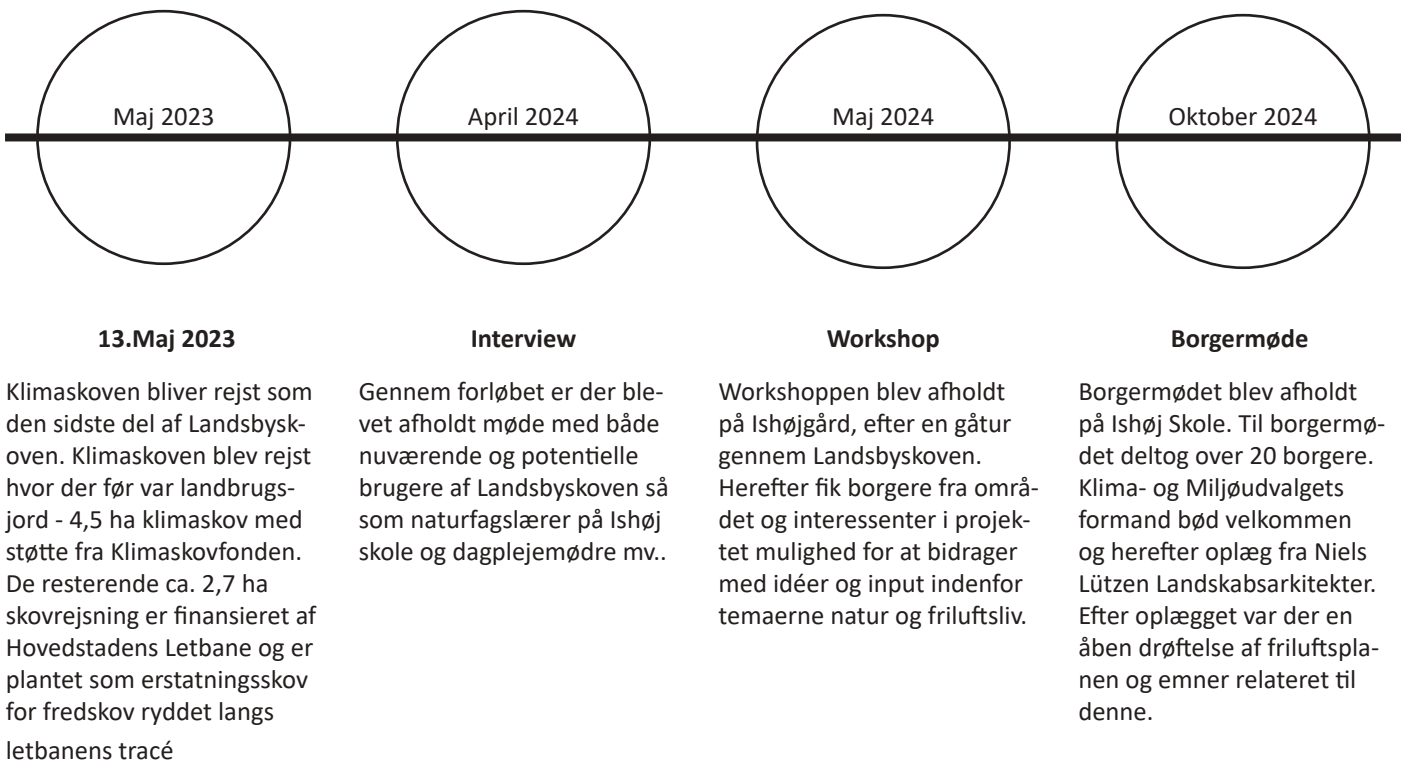 Maj 2023
April 2024
Maj 2024
Oktober 2024
13.Maj 2023
Klimaskoven bliver rejst som
den sidste del af Landsbysk-
oven. Klimaskoven blev rejst
hvor der før var landbrugs-
jord - 4,5 ha klimaskov med
støtte fra Klimaskovfonden.
De resterende ca. 2,7 ha
skovrejsning er finansieret af
Hovedstadens Letbane og er
plantet som erstatningsskov
for fredskov ryddet langs
letbanens tracé
Interview
Gennem forløbet er der ble-
vet afholdt møde med både
nuværende og potentielle
brugere af Landsbyskoven så
som naturfagslærer på Ishøj
skole og dagplejemødre mv..
Workshop
Workshoppen blev afholdt
på Ishøjgård, efter en gåtur
gennem Landsbyskoven.
Herefter fik borgere fra områ-
det og interessenter i projek-
tet mulighed for at bidrager
med idéer og input indenfor
temaerne natur og friluftsliv.
Borgermøde
Borgermødet blev afholdt
på Ishøj Skole. Til borgermø-
det deltog over 20 borgere.
Klima- og Miljøudvalgets
formand bød velkommen
og herefter oplæg fra Niels
Lützen Landskabsarkitekter.
Efter oplægget var der en
åben drøftelse af friluftspla-
nen og emner relateret til
denne.